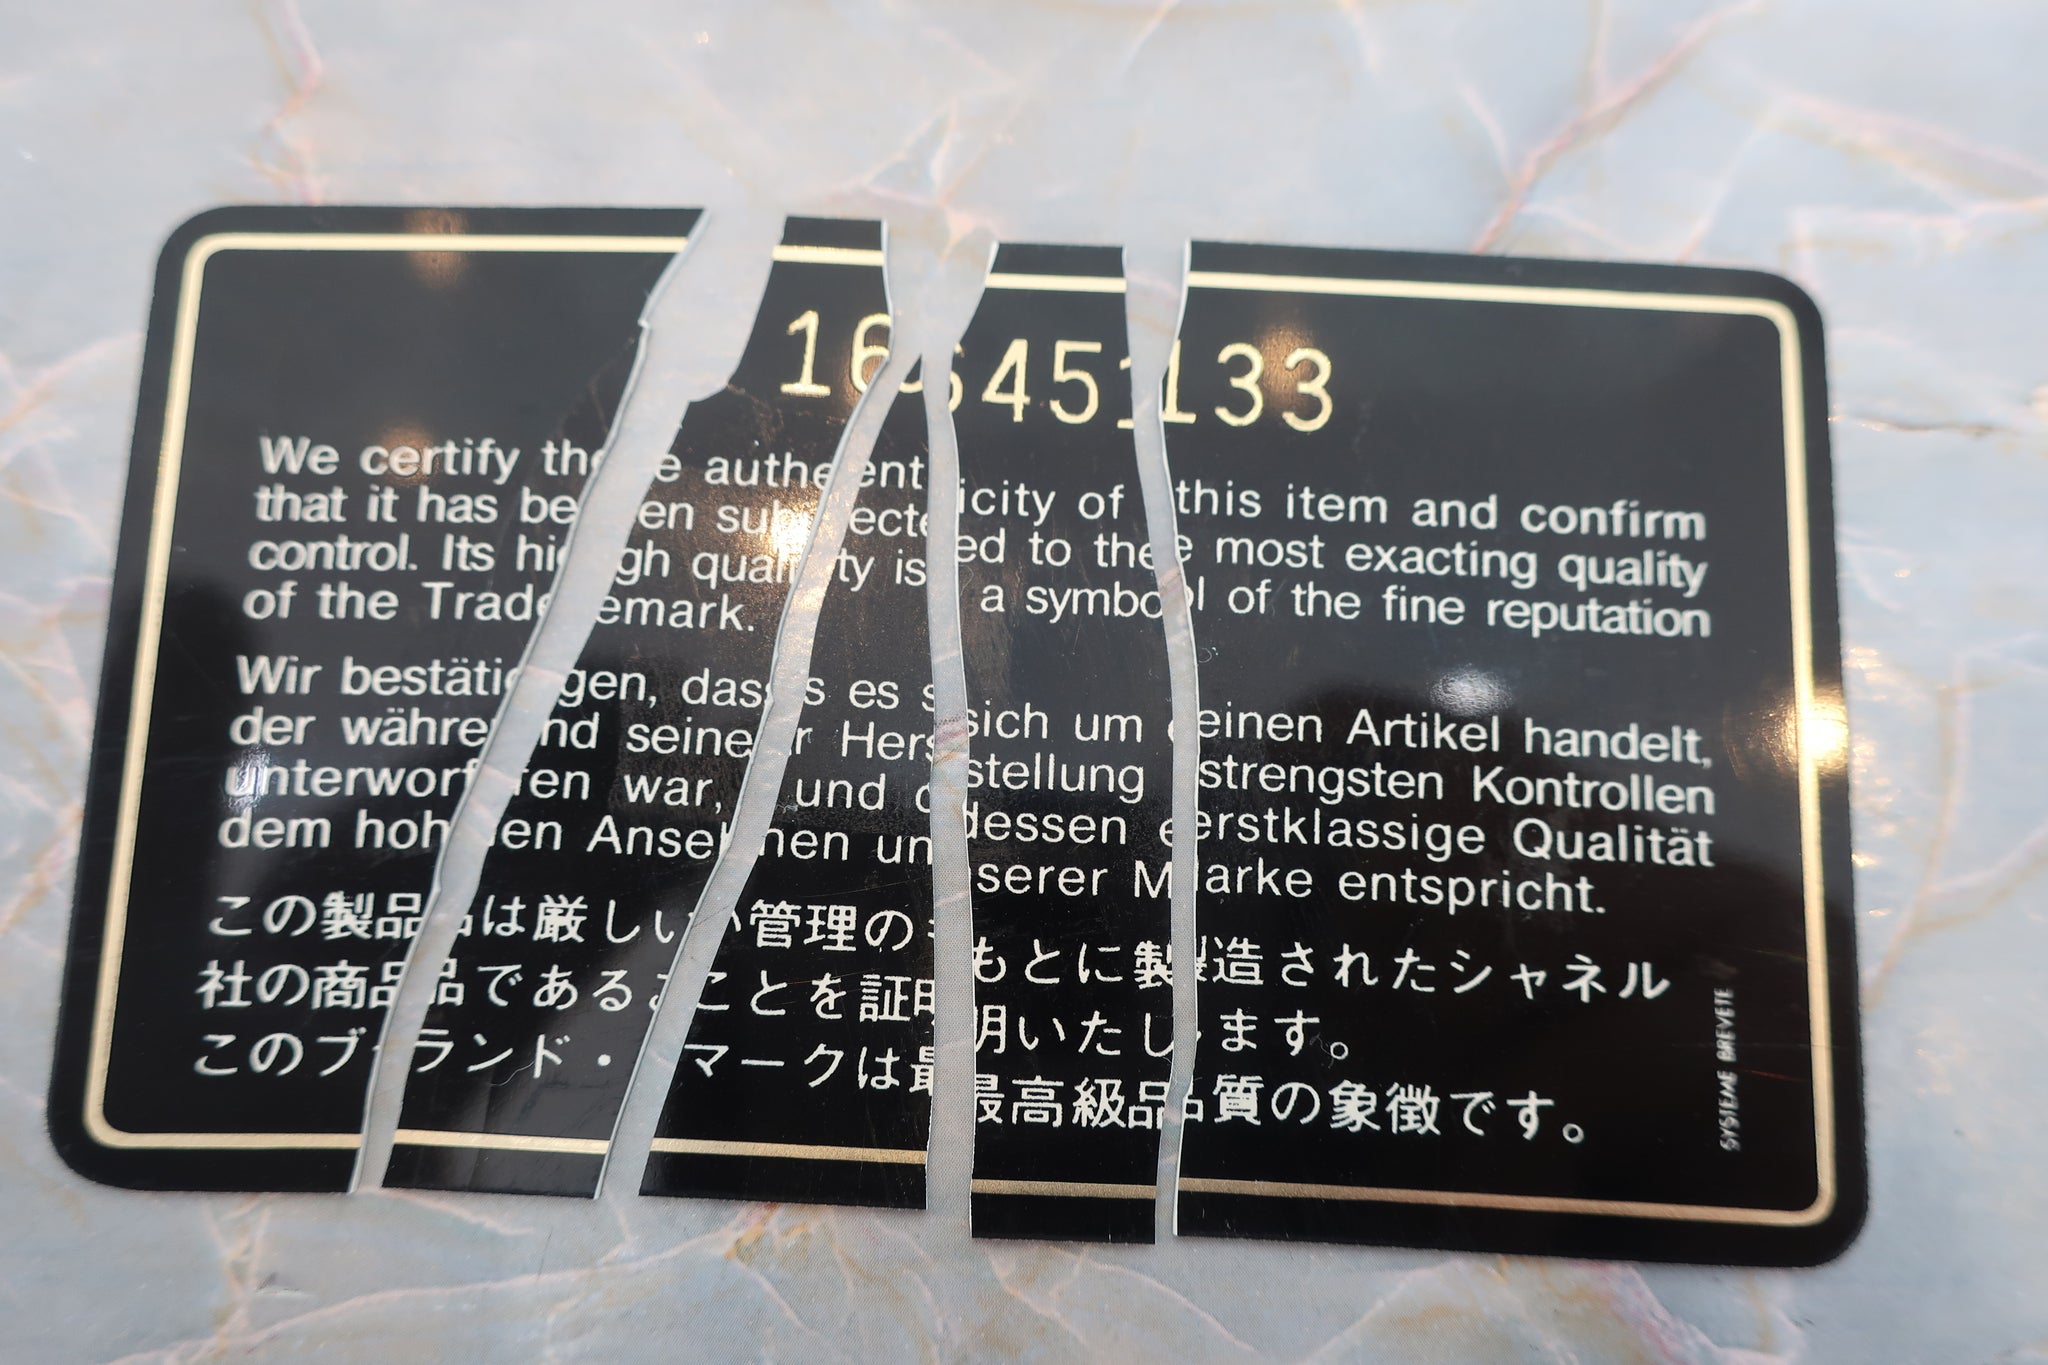 16645133
We certify the authenticity of this item and confirm
that it has been subjected to the most exacting quality
control. Its high quality is a symbol of the fine reputation
of the Trademark.
Wir bestätigen, dass es sich um einen Artikel handelt,
der während seiner Herstellung strengsten Kontrollen
unterworfen war, und dessen erstklassige Qualität
dem hohen Ansehen unserer Marke entspricht.
この製品は厳しい管理のもとに製造されたシャネル
社の商品であることを証明いたします。
このブランド・マークは最高級品質の象徴です。
SYSTEME BREVETE